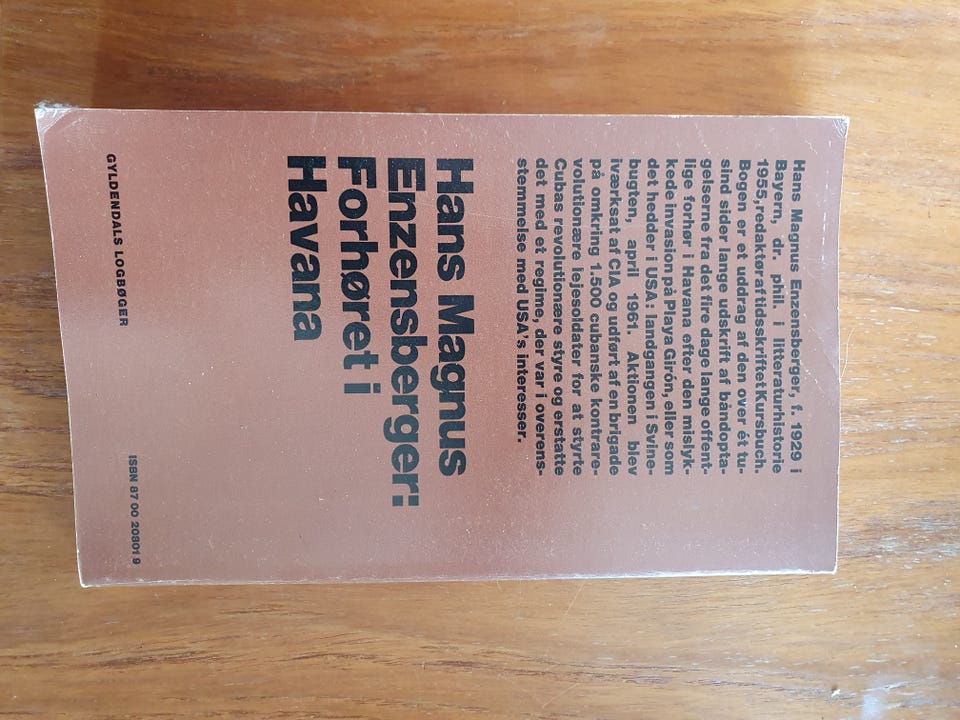 Hans Magnus Enzensberger, f. 1929 i
Bayern, dr. phil. i litteraturhistorie
1955, redaktør af tidsskriftet Kursbuch.
Bogen er et uddrag af den over ét tu-
sind sider lange udskrift af båndopta-
gelserne fra det fire dage lange offent-
lige forhør i Havana efter den mislyk-
kede invasion på Playa Girón, eller som
det hedder i USA: landgangen i Svine-
bugten, april 1961. Aktionen blev
iværksat af CIA og udført af en brigade
på omkring 1.500 cubanske kontrare-
volutionære lejesoldater for at styrte
Cubas revolutionære styre og erstatte
det med et regime, der var i overens-
stemmelse med USA's interesser.
Hans Magnus
Enzensberger:
Forhøret i
Havana
GYLDENDALS LOGBØGER
ISBN 87 00 20801 9